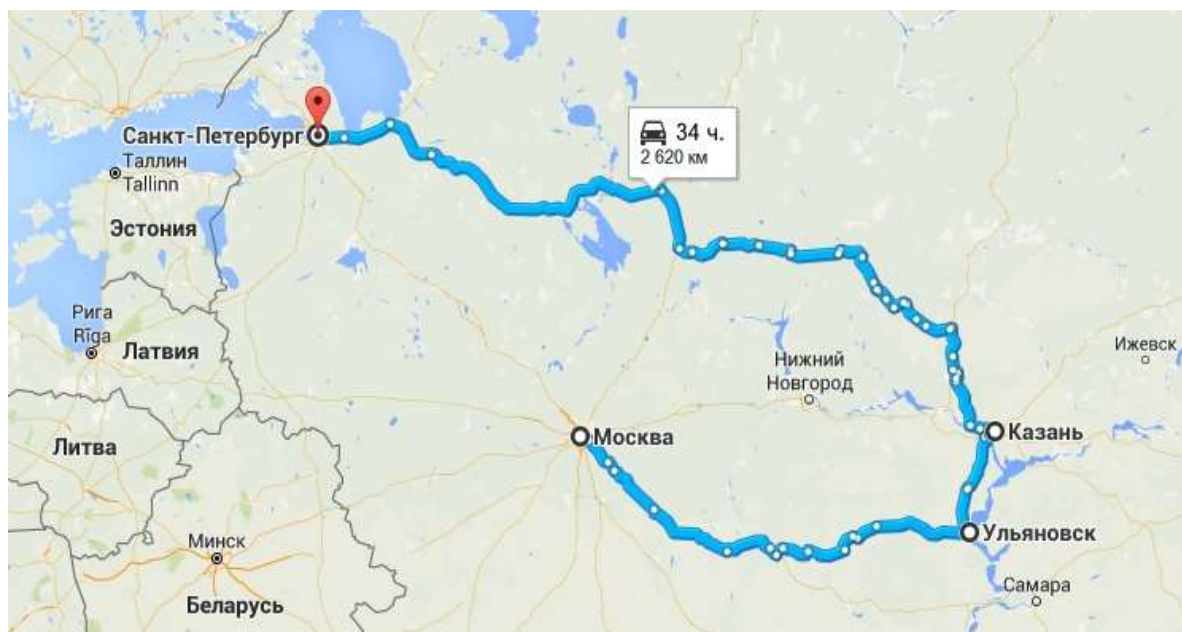 Санкт-Петербург
34 ч.
2 620 км
Таллин
Tallinn
Эстония
Рига
Rīga
Латвия
Ижевск
Нижний
Новгород
Литва
Москва
Казань
Ульяновск
Минск
Самара
Беларусь